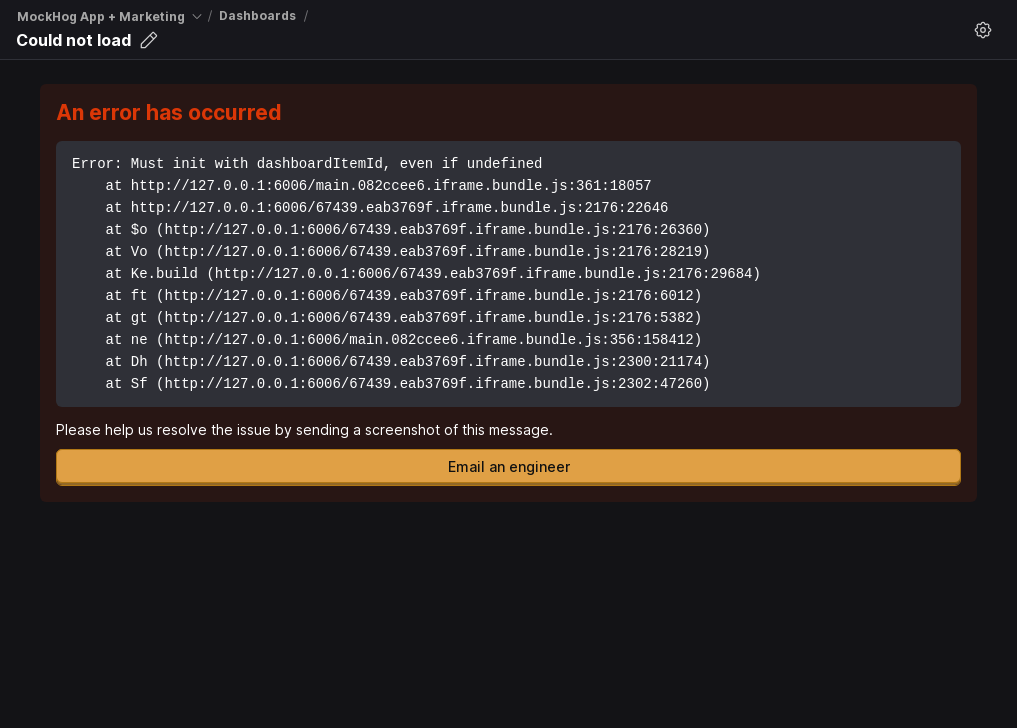 MockHog App + Marketing / Dashboards /
Could not load
An error has occurred
Error: Must init with dashboardItemId, even if undefined
    at http://127.0.0.1:6006/main.082ccee6.iframe.bundle.js:361:18057
    at http://127.0.0.1:6006/67439.eab3769f.iframe.bundle.js:2176:22646
    at $o (http://127.0.0.1:6006/67439.eab3769f.iframe.bundle.js:2176:26360)
    at Vo (http://127.0.0.1:6006/67439.eab3769f.iframe.bundle.js:2176:28219)
    at Ke.build (http://127.0.0.1:6006/67439.eab3769f.iframe.bundle.js:2176:29684)
    at ft (http://127.0.0.1:6006/67439.eab3769f.iframe.bundle.js:2176:6012)
    at gt (http://127.0.0.1:6006/67439.eab3769f.iframe.bundle.js:2176:5382)
    at ne (http://127.0.0.1:6006/main.082ccee6.iframe.bundle.js:356:158412)
    at Dh (http://127.0.0.1:6006/67439.eab3769f.iframe.bundle.js:2300:21174)
    at Sf (http://127.0.0.1:6006/67439.eab3769f.iframe.bundle.js:2302:47260)
Please help us resolve the issue by sending a screenshot of this message.
Email an engineer